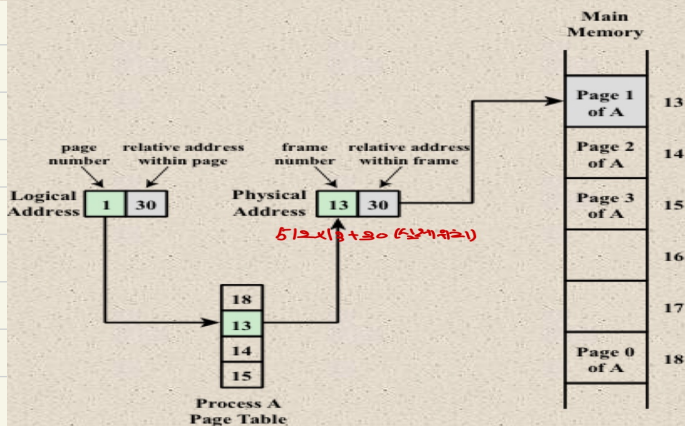 Main
Memory
Page 1
of A
13
page
number
relative address
within page
frame
number
relative address
within frame
Page 2
of A
14
Logical
Address
1
30
Physical
Address
13
30
Page 3
of A
15
512x13+30
16
18
13
14
15
17
Page 0
of A
18
Process A
Page Table